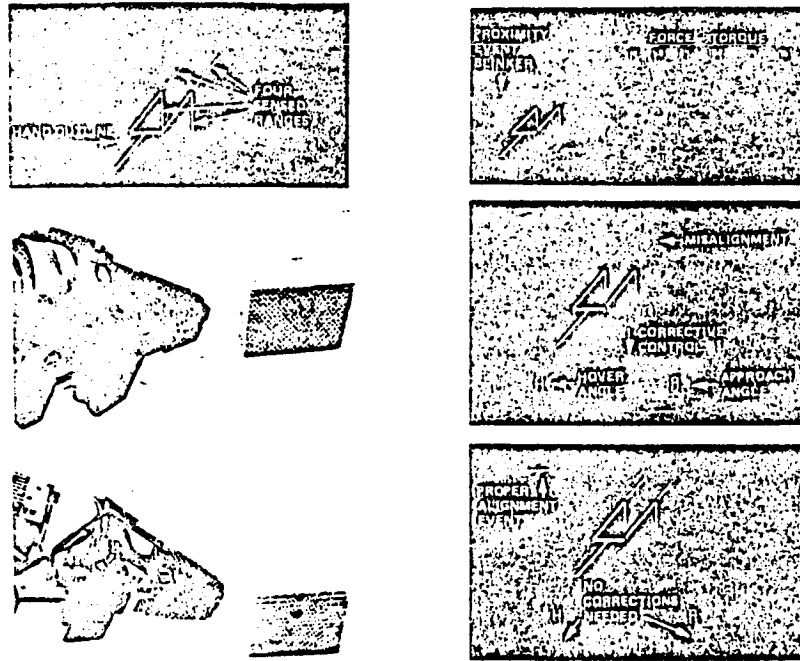 FOUR
SENSED
RANGES
HAND OUTLINE
PROXIMITY
EVENT
BLINKER
FORCE TORQUE
MISALIGNMENT
CORRECTIVE
CONTROL
H
HOVER
ANGLE
APPROACH
ANGLE
PROPER
ALIGNMENT
EVENT
NO
CORRECTIONS
NEEDED
H